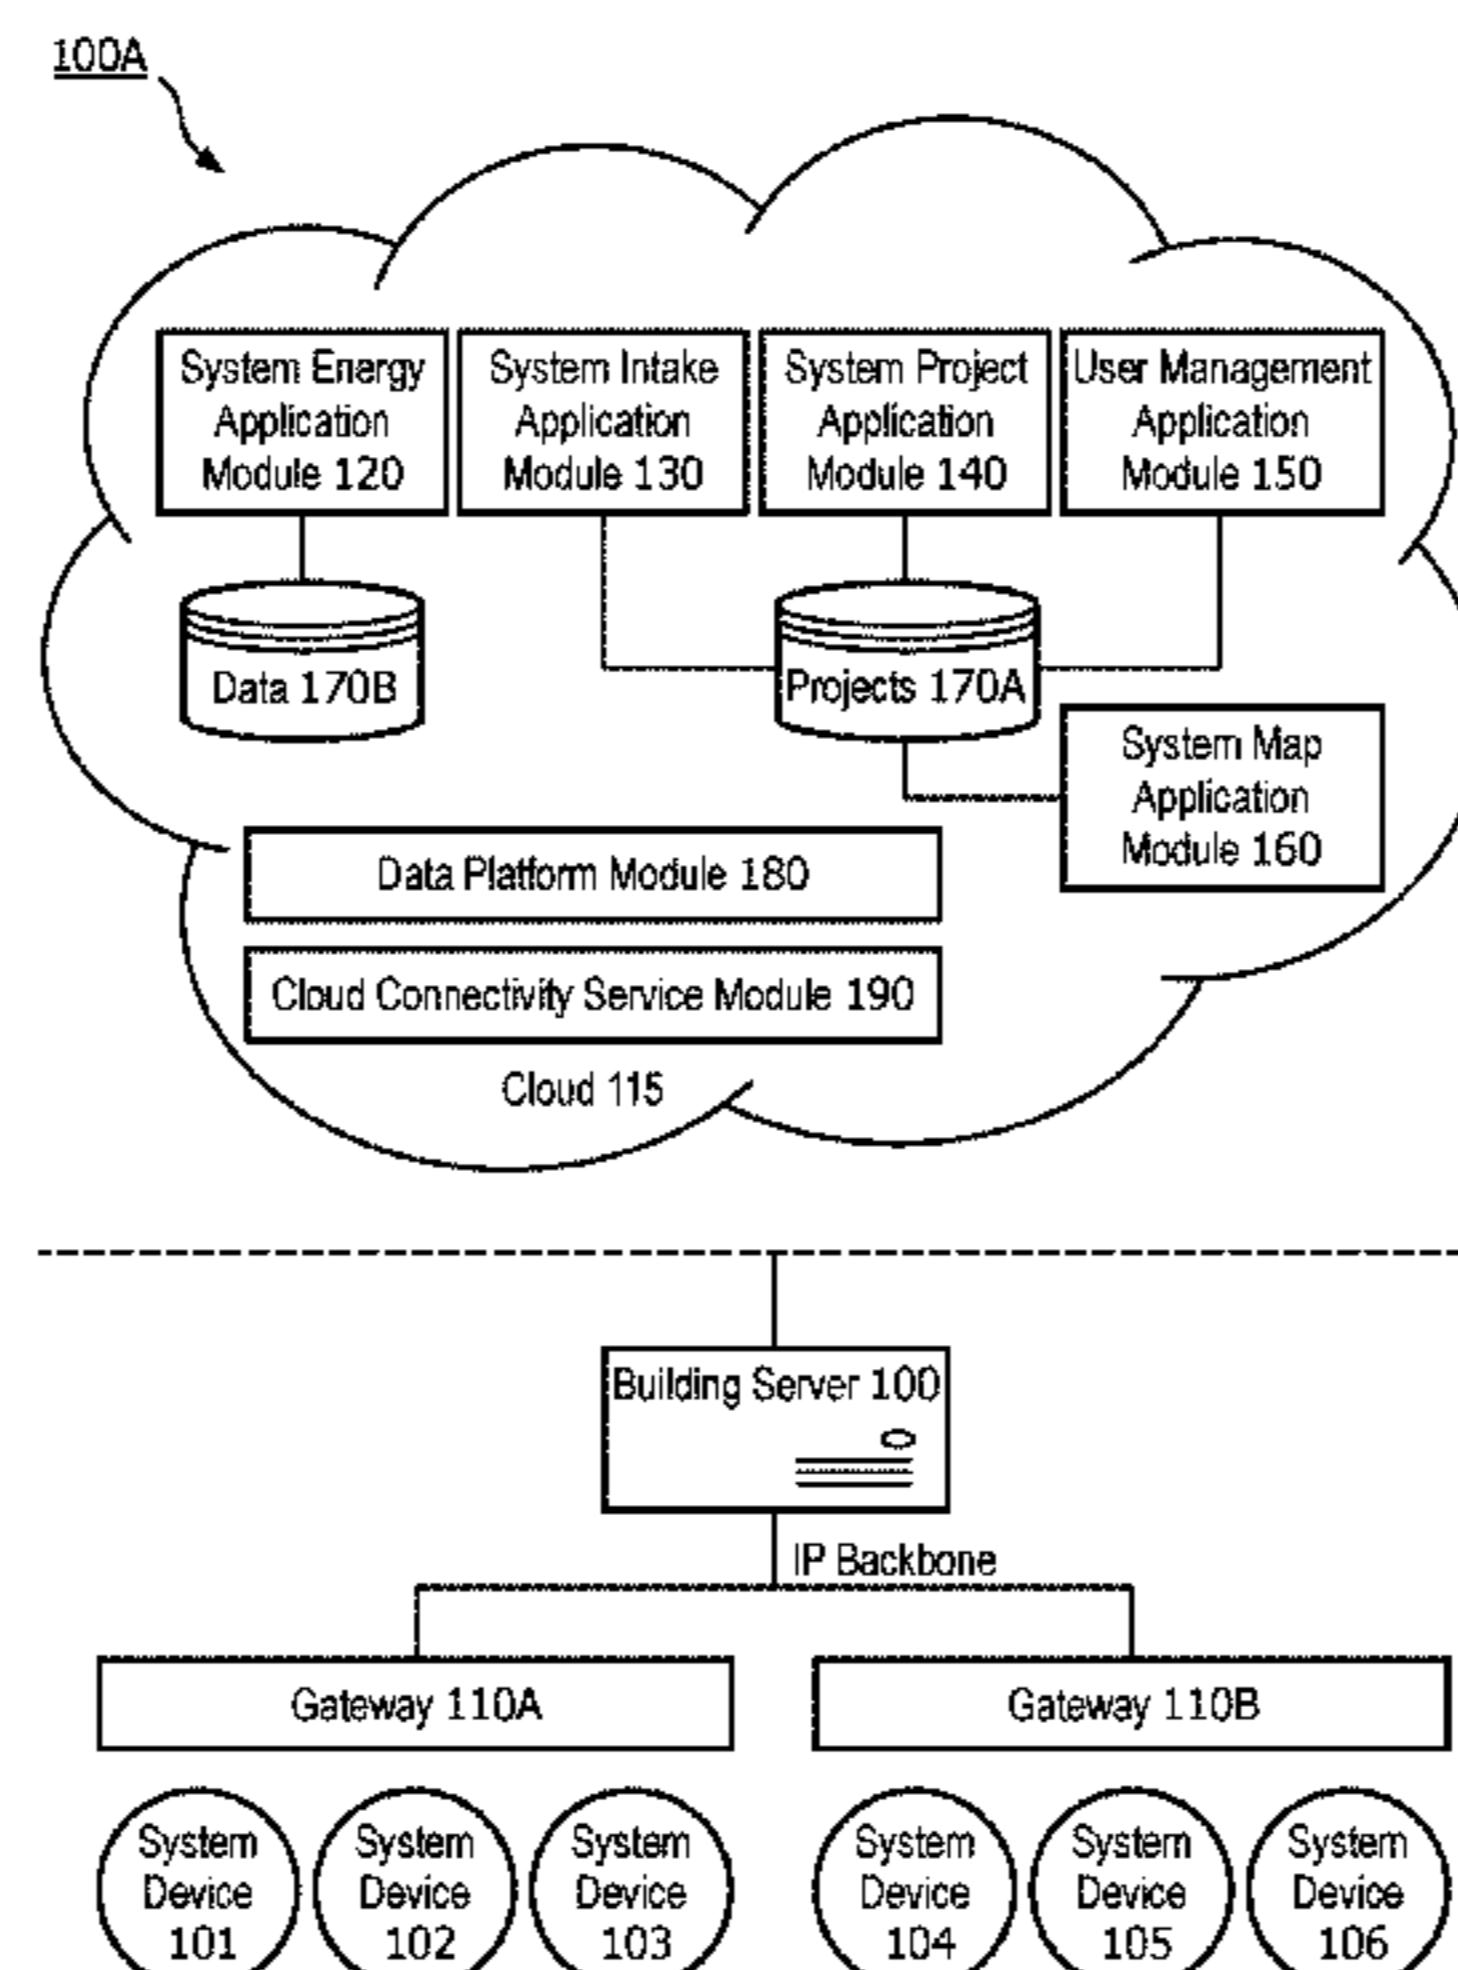 100A
System Energy
Application
Module 120
System Intake
Application
Module 130
System Project
Application
Module 140
User Management
Application
Module 150
Data 170B
Projects 170A
System Map
Application
Module 160
Data Platform Module 180
Cloud Connectivity Service Module 190
Cloud 115
Building Server 100
IP Backbone
Gateway 110A
Gateway 110B
System
Device
101
System
Device
102
System
Device
103
System
Device
104
System
Device
105
System
Device
106